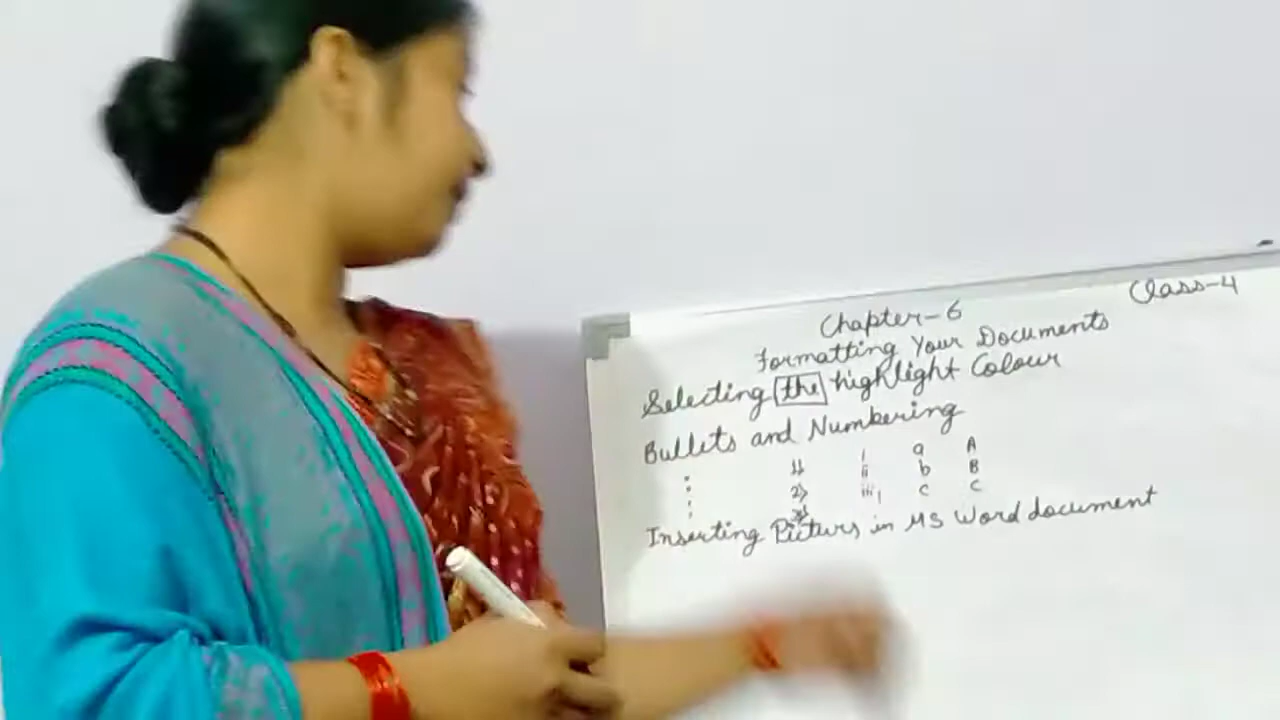 Class-4
Chapter-6
Formatting Your Documents
Selecting the highlight Colour
Bullets and Numbering
• 1) i a A
• 2) ii b B
• 3) iii c C
Inserting Picturs in MS Word document